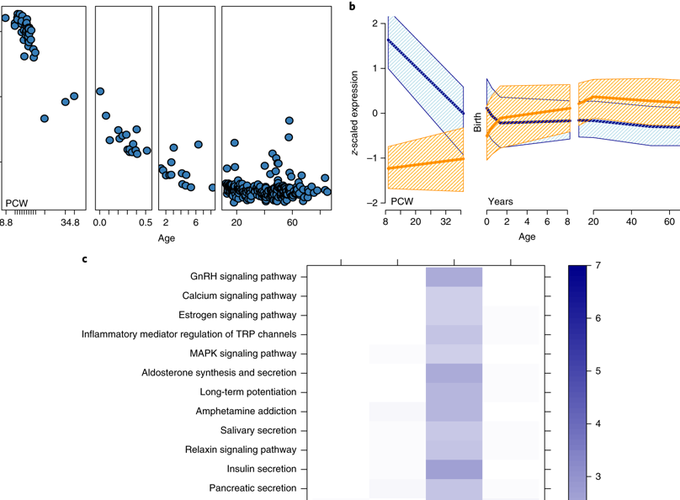 PCW
8.8 34.8
0.0 0.5
2 6
20 60
Age
b
z-scaled expression
2
1
0
–1
–2
PCW
Birth
Years
8 20 32
0 2 4 6 8
20 40 60
Age
c
GnRH signaling pathway
Calcium signaling pathway
Estrogen signaling pathway
Inflammatory mediator regulation of TRP channels
MAPK signaling pathway
Aldosterone synthesis and secretion
Long-term potentiation
Amphetamine addiction
Salivary secretion
Relaxin signaling pathway
Insulin secretion
Pancreatic secretion
7
6
5
4
3